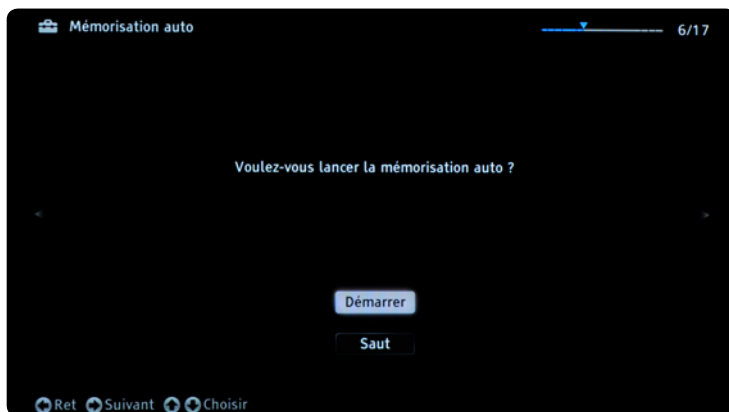 Mémorisation auto
6/17
Voulez-vous lancer la mémorisation auto ?
Démarrer
Saut
Ret Suivant Choisir